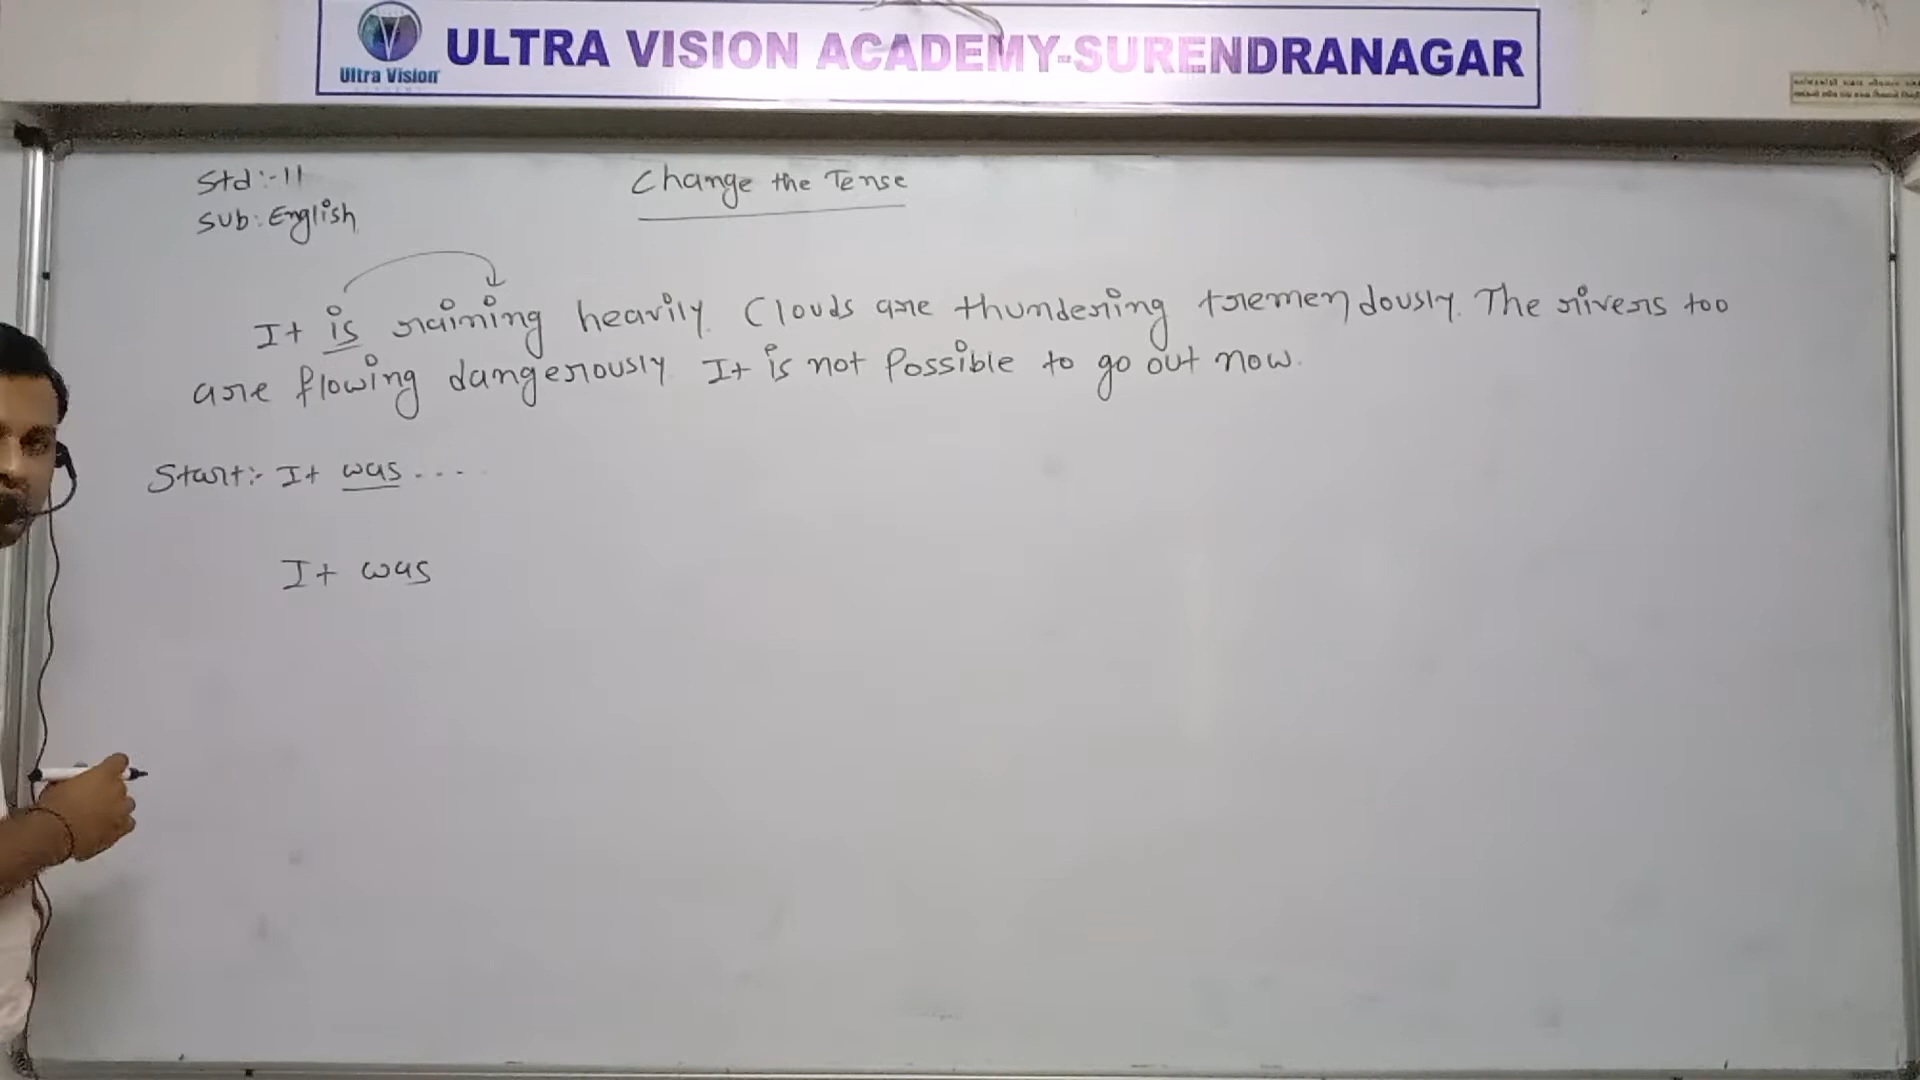 ULTRA VISION ACADEMY-SURENDRANAGAR
Ultra Vision
Std:-11
Change the Tense
Sub:English
It is raining heavily. Clouds are thundering tremendously. The rivers too
are flowing dangerously. It is not Possible to go out now.
Start:- It was....
It was